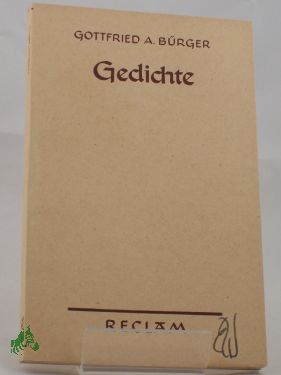 GOTTFRIED A. BÜRGER
Gedichte
RECLAM